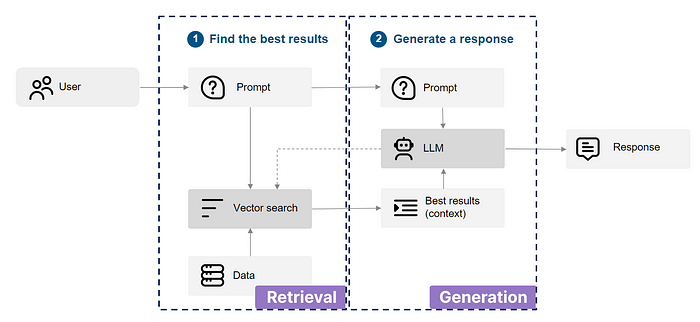 1 Find the best results
2 Generate a response
User
Prompt
Prompt
LLM
Response
Vector search
Best results
(context)
Data
Retrieval
Generation